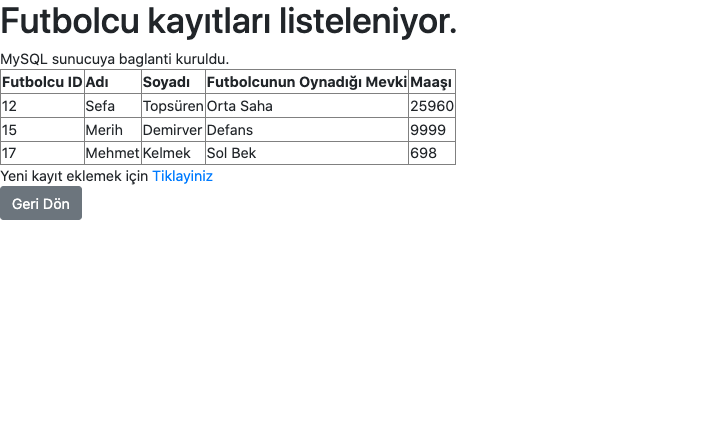 Futbolcu kayıtları listeleniyor.
MySQL sunucuya baglanti kuruldu.
Futbolcu ID Adı Soyadı Futbolcunun Oynadığı Mevki Maaşı
12 Sefa Topsüren Orta Saha 25960
15 Merih Demirver Defans 9999
17 Mehmet Kelmek Sol Bek 698
Yeni kayıt eklemek için Tiklayiniz
Geri Dön